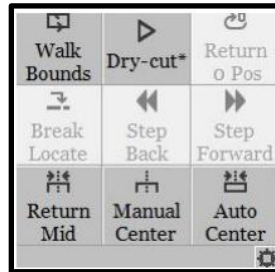 Walk
Bounds
Dry-cut*
Return
0 Pos
Break
Locate
Step
Back
Step
Forward
Return
Mid
Manual
Center
Auto
Center